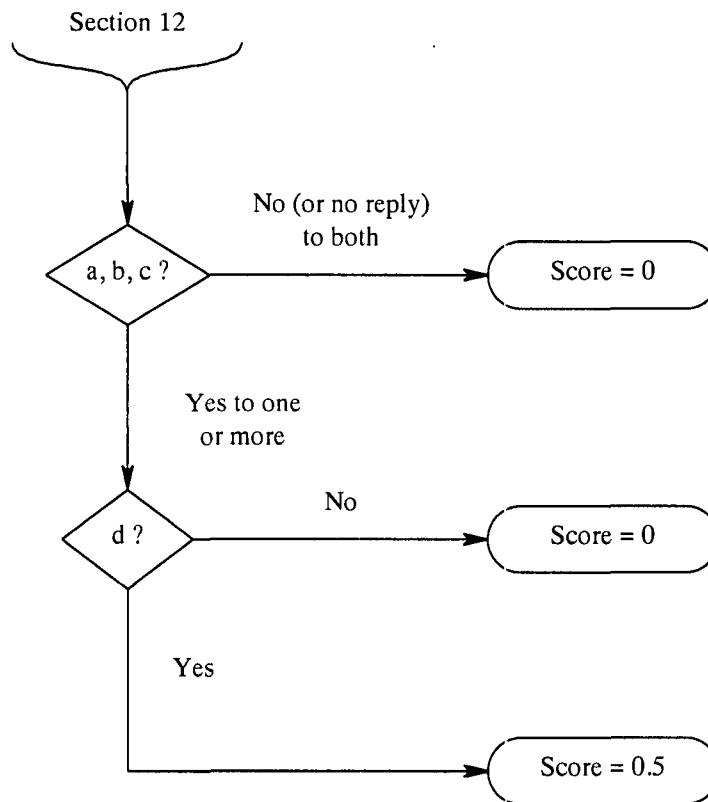 Section 12
No (or no reply)
to both
a, b, c ?
Score = 0
Yes to one
or more
No
d ?
Score = 0
Yes
Score = 0.5